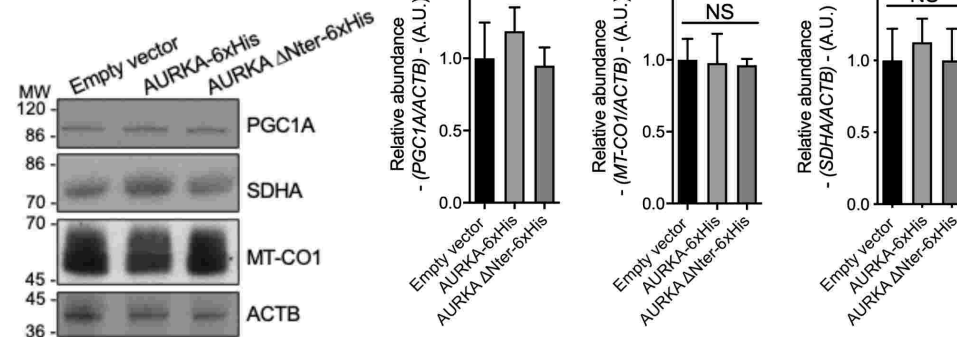 Empty vector
AURKA-6xHis
AURKA ΔNter-6xHis
MW
120
86
PGC1A
86
70
SDHA
70
45
MT-CO1
45
36
ACTB
Relative abundance
- (PGC1A/ACTB) - (A.U.)
1.0
0.5
0.0
Empty vector
AURKA-6xHis
AURKA ΔNter-6xHis
Relative abundance
- (MT-CO1/ACTB) - (A.U.)
NS
1.0
0.5
0.0
Empty vector
AURKA-6xHis
AURKA ΔNter-6xHis
Relative abundance
- (SDHA/ACTB) - (A.U.)
NS
1.0
0.5
0.0
Empty vector
AURKA-6xHis
AURKA ΔNter-6xHis